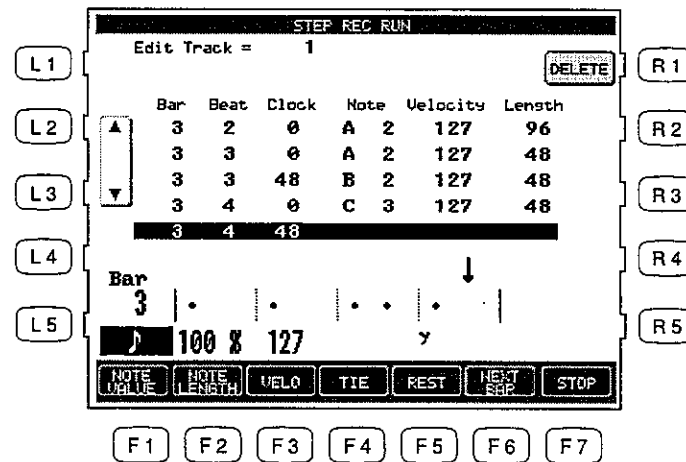 STEP REC RUN
Edit Track = 1
L1 DELETE R1
Bar Beat Clock Note Velocity Length
L2 3 2 0 A 2 127 96 R2
3 3 0 A 2 127 48
L3 3 3 48 B 2 127 48 R3
3 4 0 C 3 127 48
3 4 48
L4 R4
Bar
3
L5 R5
♪ 100 % 127 y
NOTE VALUE NOTE LENGTH VELO TIE REST NEXT BAR STOP
F1 F2 F3 F4 F5 F6 F7